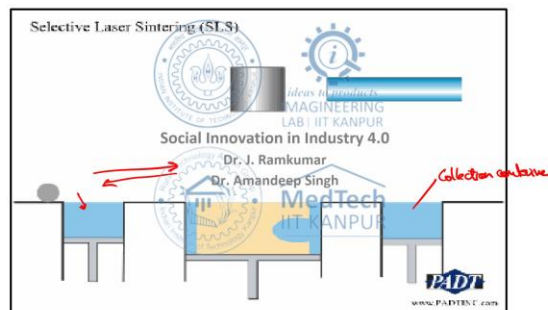 Selective Laser Sintering (SLS)
ideas to products
MAGINEERING
LAB | IIT KANPUR
Social Innovation in Industry 4.0
Dr. J. Ramkumar
Dr. Amandeep Singh
Collection container
MedTech
IIT KANPUR
PADT
www.PADTINC.com